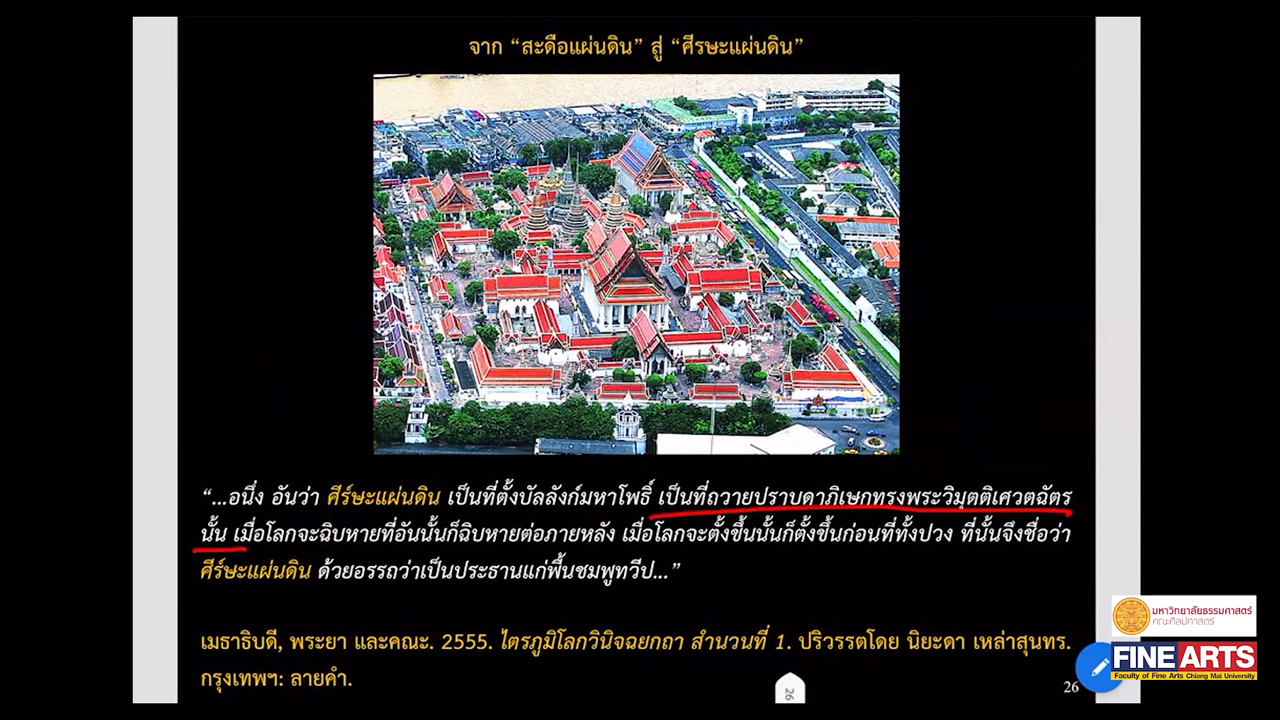 จาก “สะดือแผ่นดิน” สู่ “ศีรษะแผ่นดิน”
“...อนึ่ง อันว่า ศีร์ษะแผ่นดิน เป็นที่ตั้งบัลลังก์มหาโพธิ์ เป็นที่ถวายปราบดาภิเษกทรงพระวิมุตติเศวตฉัตร
นั้น เมื่อโลกจะฉิบหายที่อันนั้นก็ฉิบหายต่อภายหลัง เมื่อโลกจะตั้งขึ้นนั้นก็ตั้งขึ้นก่อนที่ทั้งปวง ที่นั้นจึงชื่อว่า
ศีร์ษะแผ่นดิน ด้วยอรรถว่าเป็นประธานแก่พื้นชมพูทวีป...”
เมธาธิบดี, พระยา และคณะ. 2555. ไตรภูมิโลกวินิจฉยกถา สำนวนที่ 1. ปริวรรตโดย นิยะดา เหล่าสุนทร.
กรุงเทพฯ: ลายคำ.
26
26
มหาวิทยาลัยธรรมศาสตร์
คณะศิลปศาสตร์
FINE ARTS
Faculty of Fine Arts Chiang Mai University